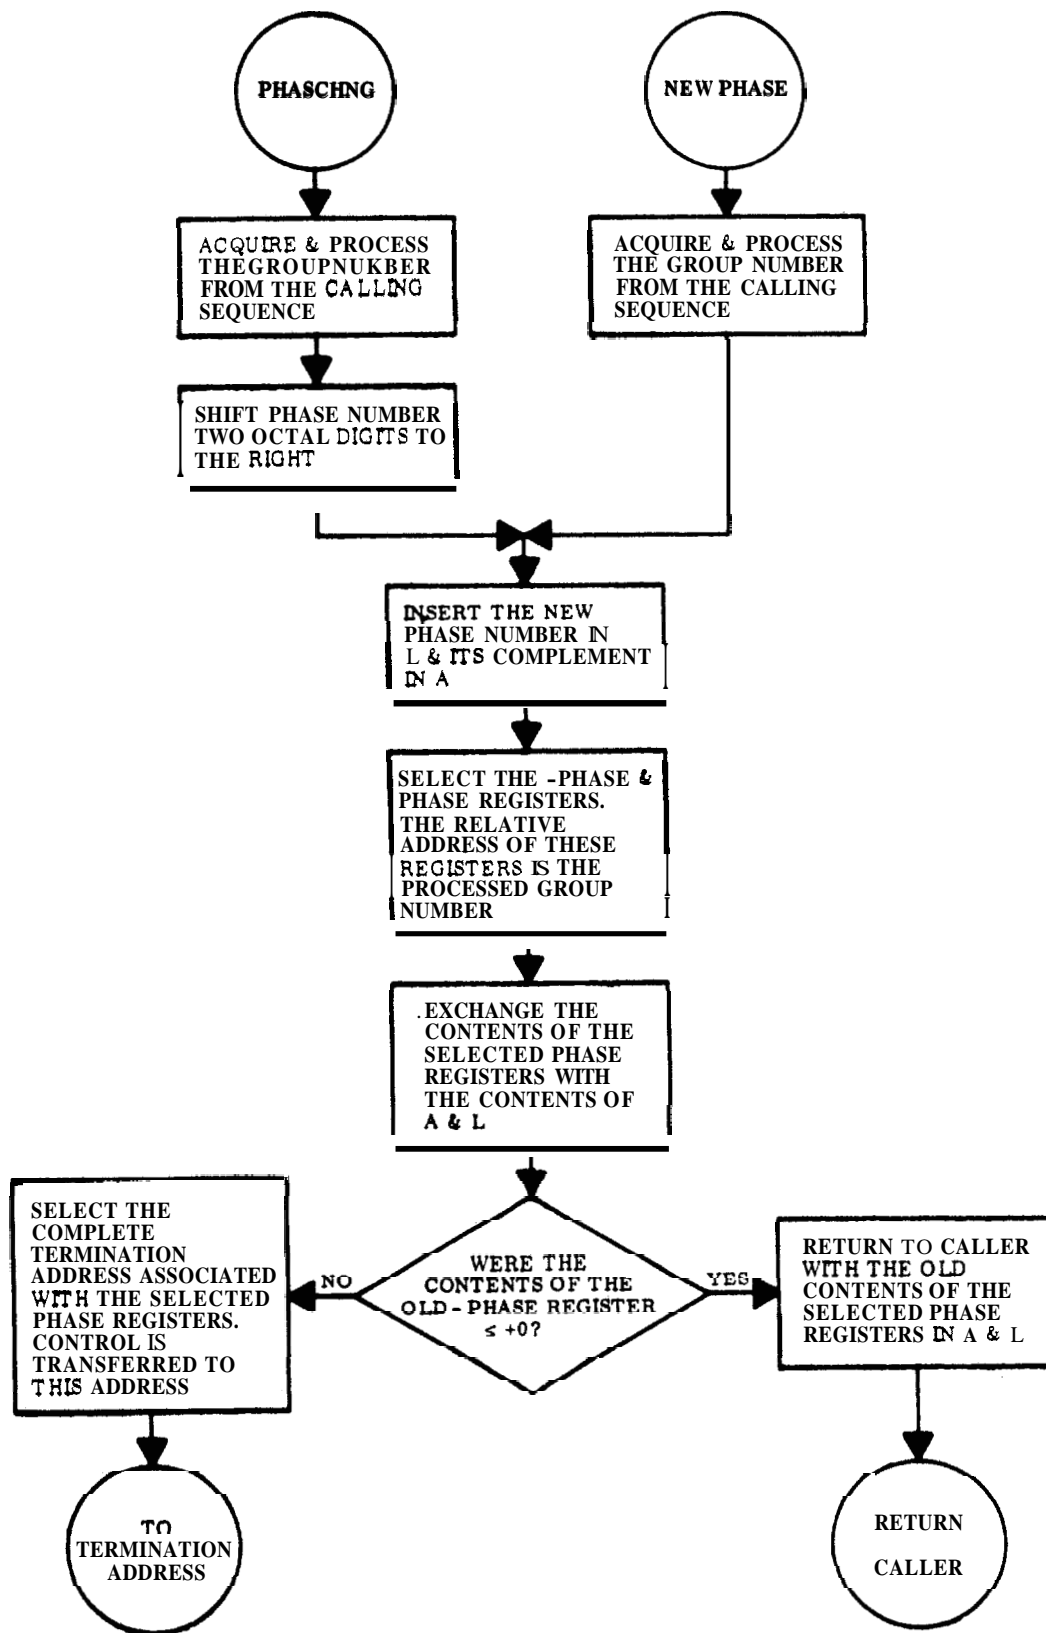 PHASCHNG
NEW PHASE
ACQUIRE & PROCESS
THEGROUPNUKBER
FROM THE CALLING
SEQUENCE
ACQUIRE & PROCESS
THE GROUP NUMBER
FROM THE CALLING
SEQUENCE
SHIFT PHASE NUMBER
TWO OCTAL DIGITS TO
THE RIGHT
INSERT THE NEW
PHASE NUMBER IN
L & ITS COMPLEMENT
IN A
SELECT THE -PHASE &
PHASE REGISTERS.
THE RELATIVE
ADDRESS OF THESE
REGISTERS IS THE
PROCESSED GROUP
NUMBER
.EXCHANGE THE
CONTENTS OF THE
SELECTED PHASE
REGISTERS WITH
THE CONTENTS OF
A & L
WERE THE
CONTENTS OF THE
OLD-PHASE REGISTER
≤ +0?
NO
YES
SELECT THE
COMPLETE
TERMINATION
ADDRESS ASSOCIATED
WITH THE SELECTED
PHASE REGISTERS.
CONTROL IS
TRANSFERRED TO
THIS ADDRESS
RETURN TO CALLER
WITH THE OLD
CONTENTS OF THE
SELECTED PHASE
REGISTERS IN A & L
TO
TERMINATION
ADDRESS
RETURN
CALLER